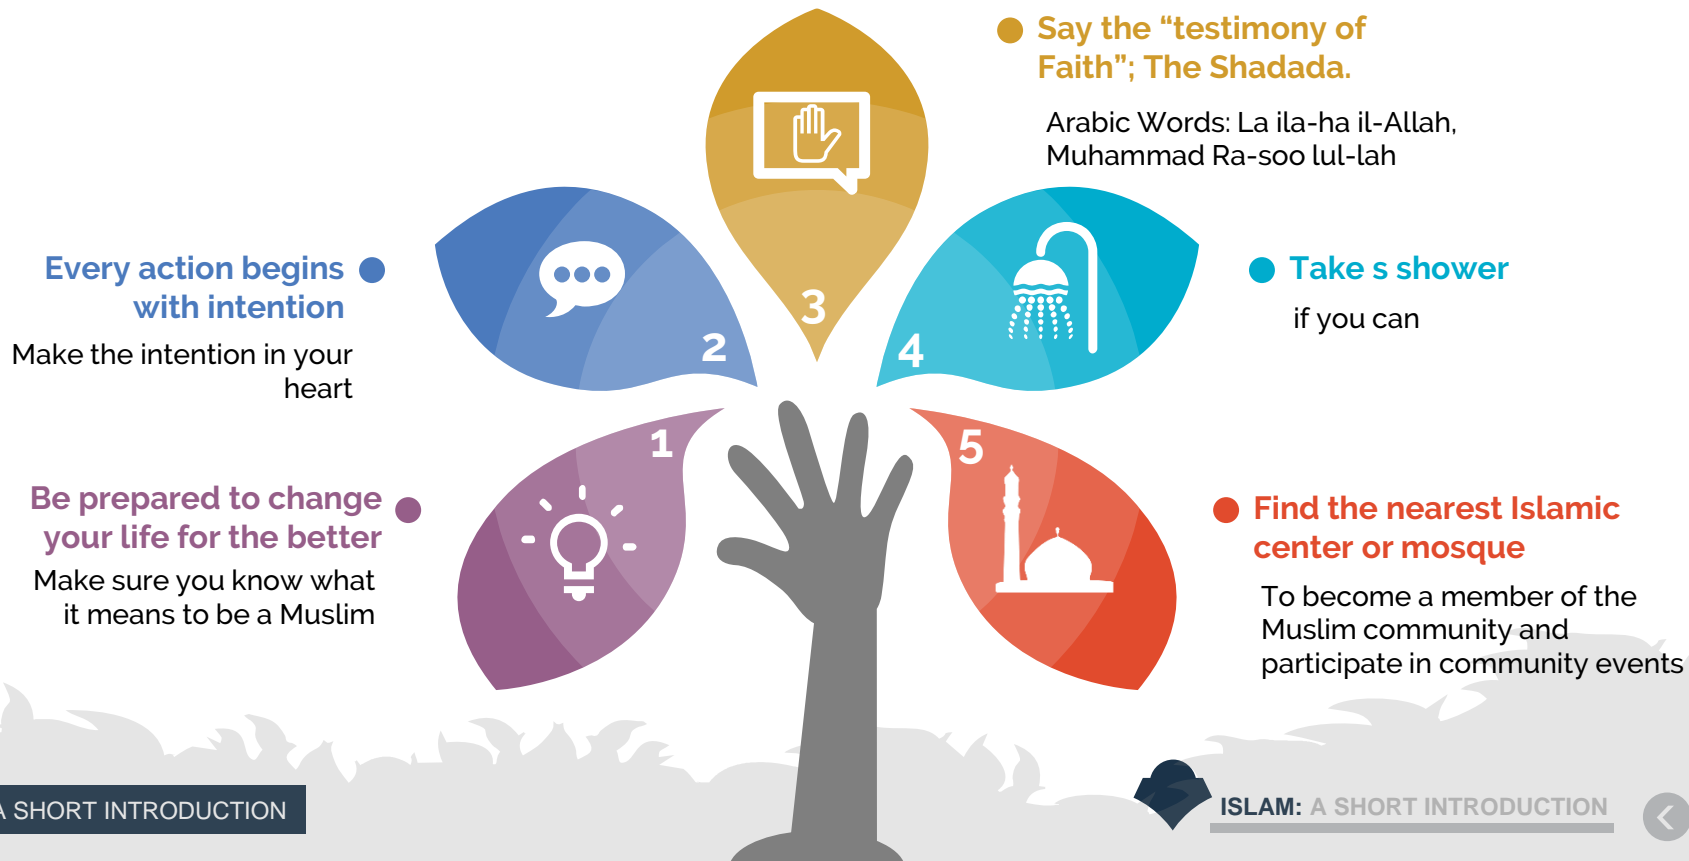 Be prepared to change
your life for the better
Make sure you know what
it means to be a Muslim
1
Every action begins
with intention
Make the intention in your
heart
2
Say the “testimony of
Faith”; The Shadada.
Arabic Words: La ila-ha il-Allah,
Muhammad Ra-soo lul-lah
3
Take s shower
if you can
4
Find the nearest Islamic
center or mosque
To become a member of the
Muslim community and
participate in community events
5
A SHORT INTRODUCTION
ISLAM: A SHORT INTRODUCTION